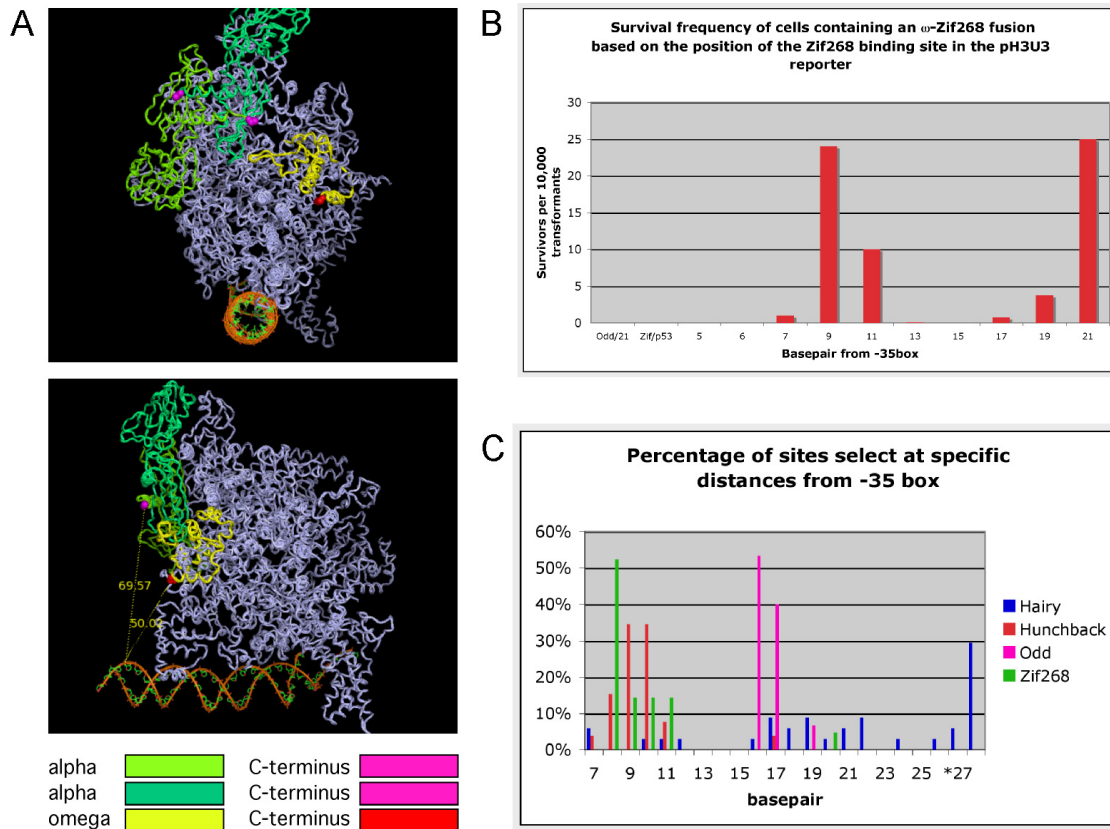 A
69.57
50.02
alpha C-terminus
alpha C-terminus
omega C-terminus
B
Survival frequency of cells containing an ω-Zif268 fusion
based on the position of the Zif268 binding site in the pH3U3
reporter
Survivors per 10,000
transformants
30
25
20
15
10
5
0
Odd/21 Zif/p53 5 6 7 9 11 13 15 17 19 21
Basepair from -35box
C
Percentage of sites select at specific
distances from -35 box
60%
50%
40%
30%
20%
10%
0%
7 9 11 13 15 17 19 21 23 25 *27
basepair
Hairy
Hunchback
Odd
Zif268